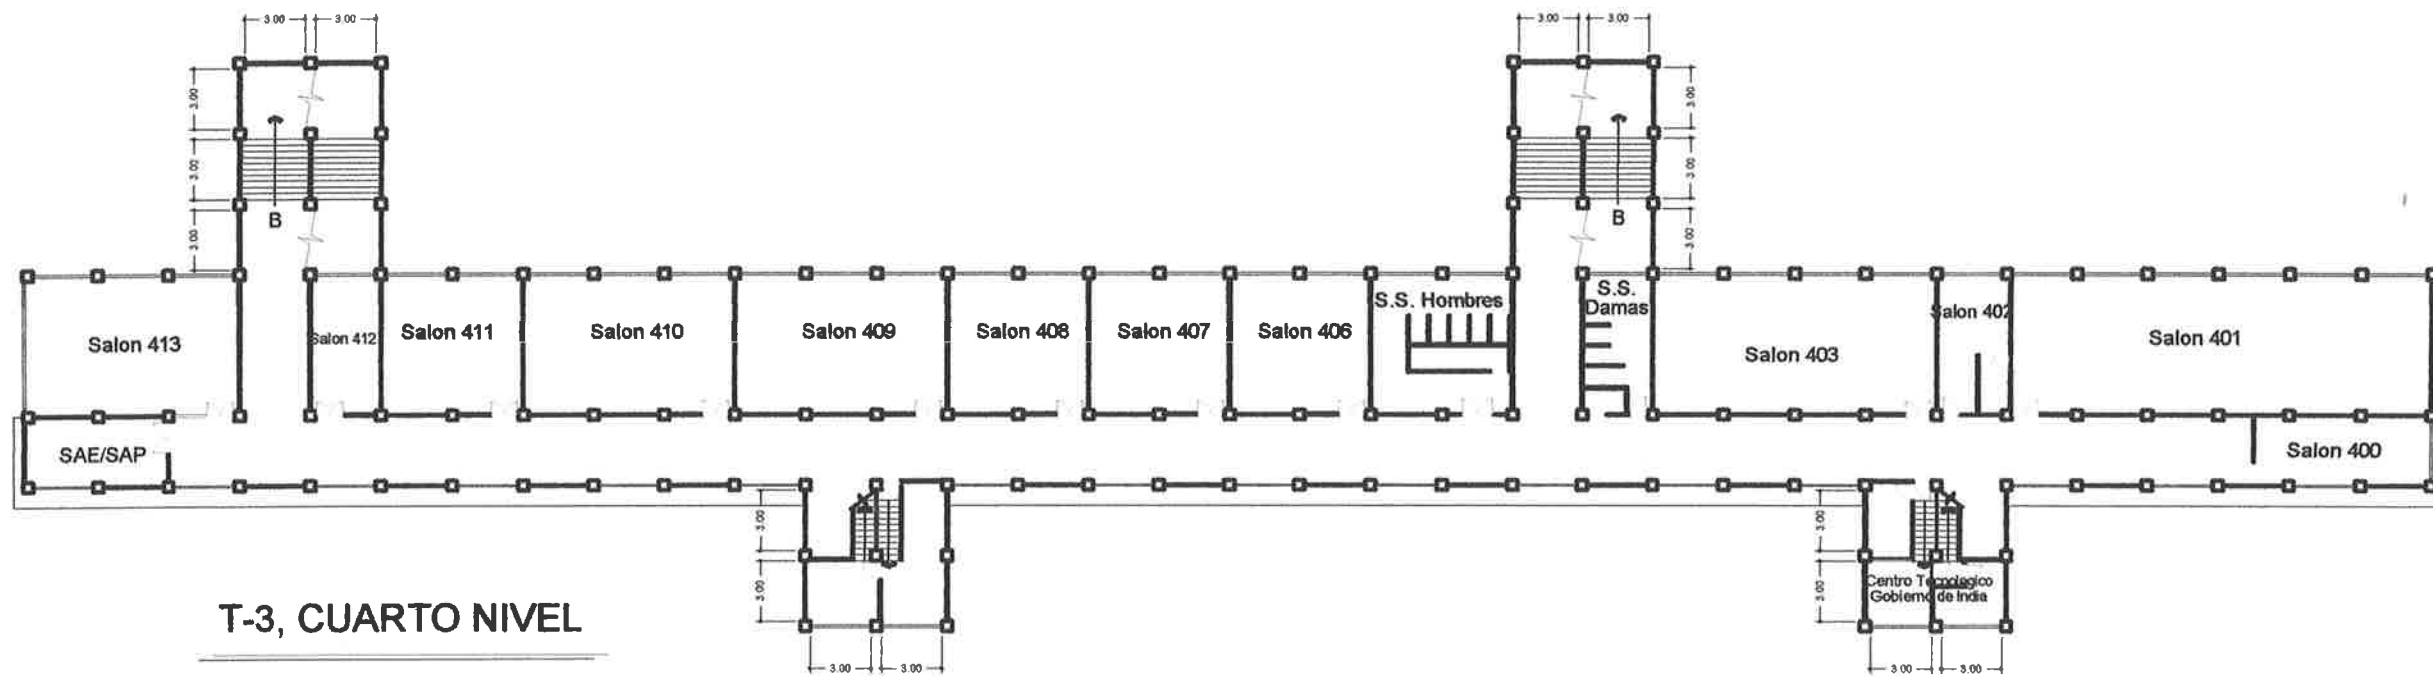 3.00 3.00
3.00 3.00
3.00
3.00
3.00
3.00
3.00
3.00
B
B
Salon 413
Salon 412
Salon 411
Salon 410
Salon 409
Salon 408
Salon 407
Salon 406
S.S. Hombres
S.S.
Damas
Salon 403
Salon 402
Salon 401
SAE/SAP
Salon 400
3.00
3.00
3.00
3.00
Centro Tecnologico
Gobierno de India
T-3, CUARTO NIVEL
3.00 3.00
3.00 3.00